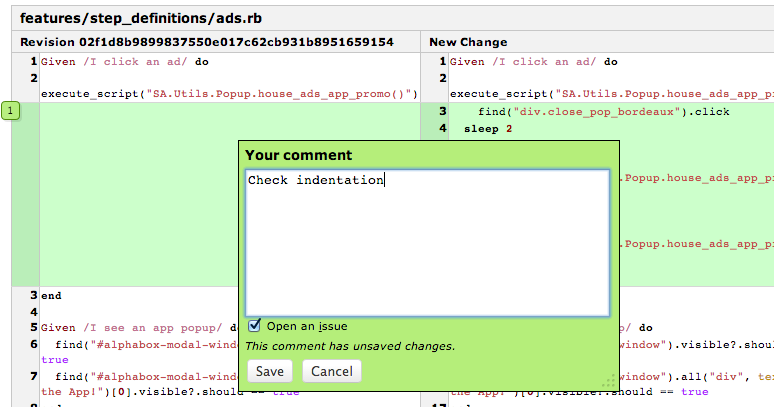 features/step_definitions/ads.rb
Revision 02f1d8b9899837550e017c62cb931b8951659154 New Change
1 Given /I click an ad/ do 1 Given /I click an ad/ do
2 2
execute_script("SA.Utils.Popup.house_ads_app_promo()") execute_script("SA.Utils.Popup.house_ads_app_p
1 3 find("div.close_pop_bordeaux").click
4 sleep 2
Your comment
Check indentation
.Popup.house_ads_app_p
.Popup.house_ads_app_p
3 end
4
5 Given /I see an app popup/ do / do
6 find("#alphabox-modal-wind window").visible?.shou
true
7 find("#alphabox-modal-wind window").all("div", tex
the App!")[0].visible?.should == true the App!")[0].visible?.should == true
Open an issue
This comment has unsaved changes.
Save Cancel